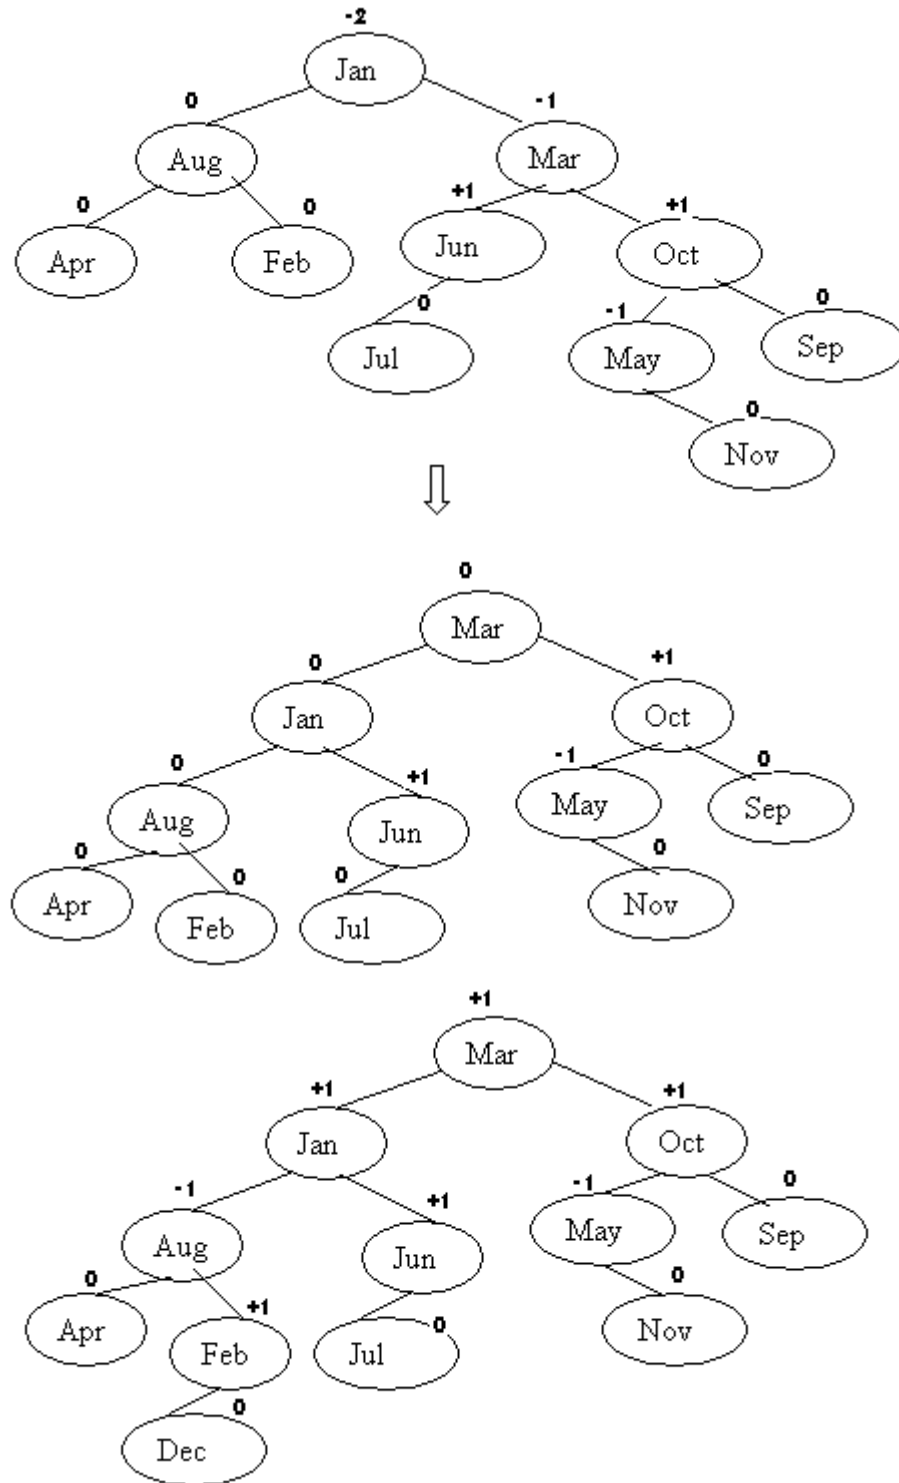 -2
Jan
0 -1
Aug Mar
0 0 +1 +1
Apr Feb Jun Oct
0 -1 0
Jul May Sep
0
Nov
0
Mar
0 +1
Jan Oct
0 +1 -1 0
Aug Jun May Sep
0 0 0 0
Apr Feb Jul Nov
+1
Mar
+1 +1
Jan Oct
-1 +1 -1 0
Aug Jun May Sep
0 +1 0 0
Apr Feb Jul Nov
0
Dec